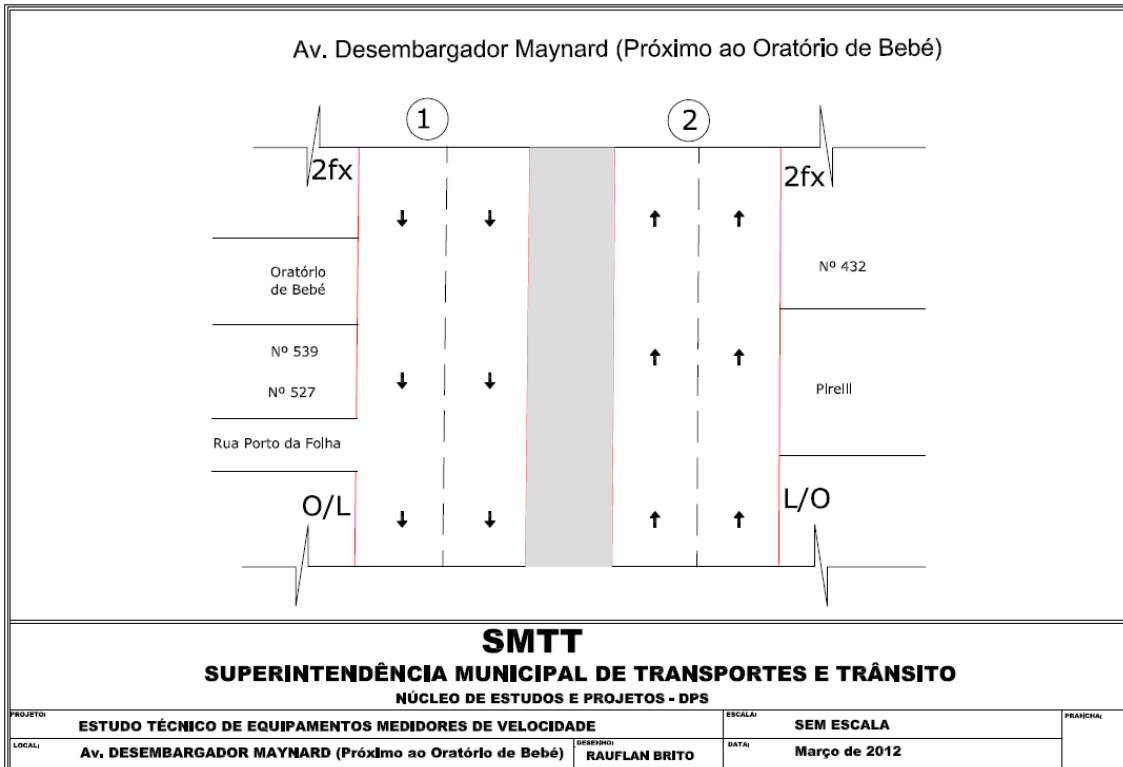 Av. Desembargador Maynard (Próximo ao Oratório de Bebé)
1
2
2fx
2fx
Oratório
de Bebé
Nº 432
Nº 539
Nº 527
Pirelli
Rua Porto da Folha
O/L
L/O
SMTT
SUPERINTENDÊNCIA MUNICIPAL DE TRANSPORTES E TRÂNSITO
NÚCLEO DE ESTUDOS E PROJETOS - DPS
PROJETO:
ESTUDO TÉCNICO DE EQUIPAMENTOS MEDIDORES DE VELOCIDADE
ESCALA:
SEM ESCALA
PRANCHA:
LOCAL:
Av. DESEMBARGADOR MAYNARD (Próximo ao Oratório de Bebé)
DESENHO:
RAUFLAN BRITO
DATA:
Março de 2012